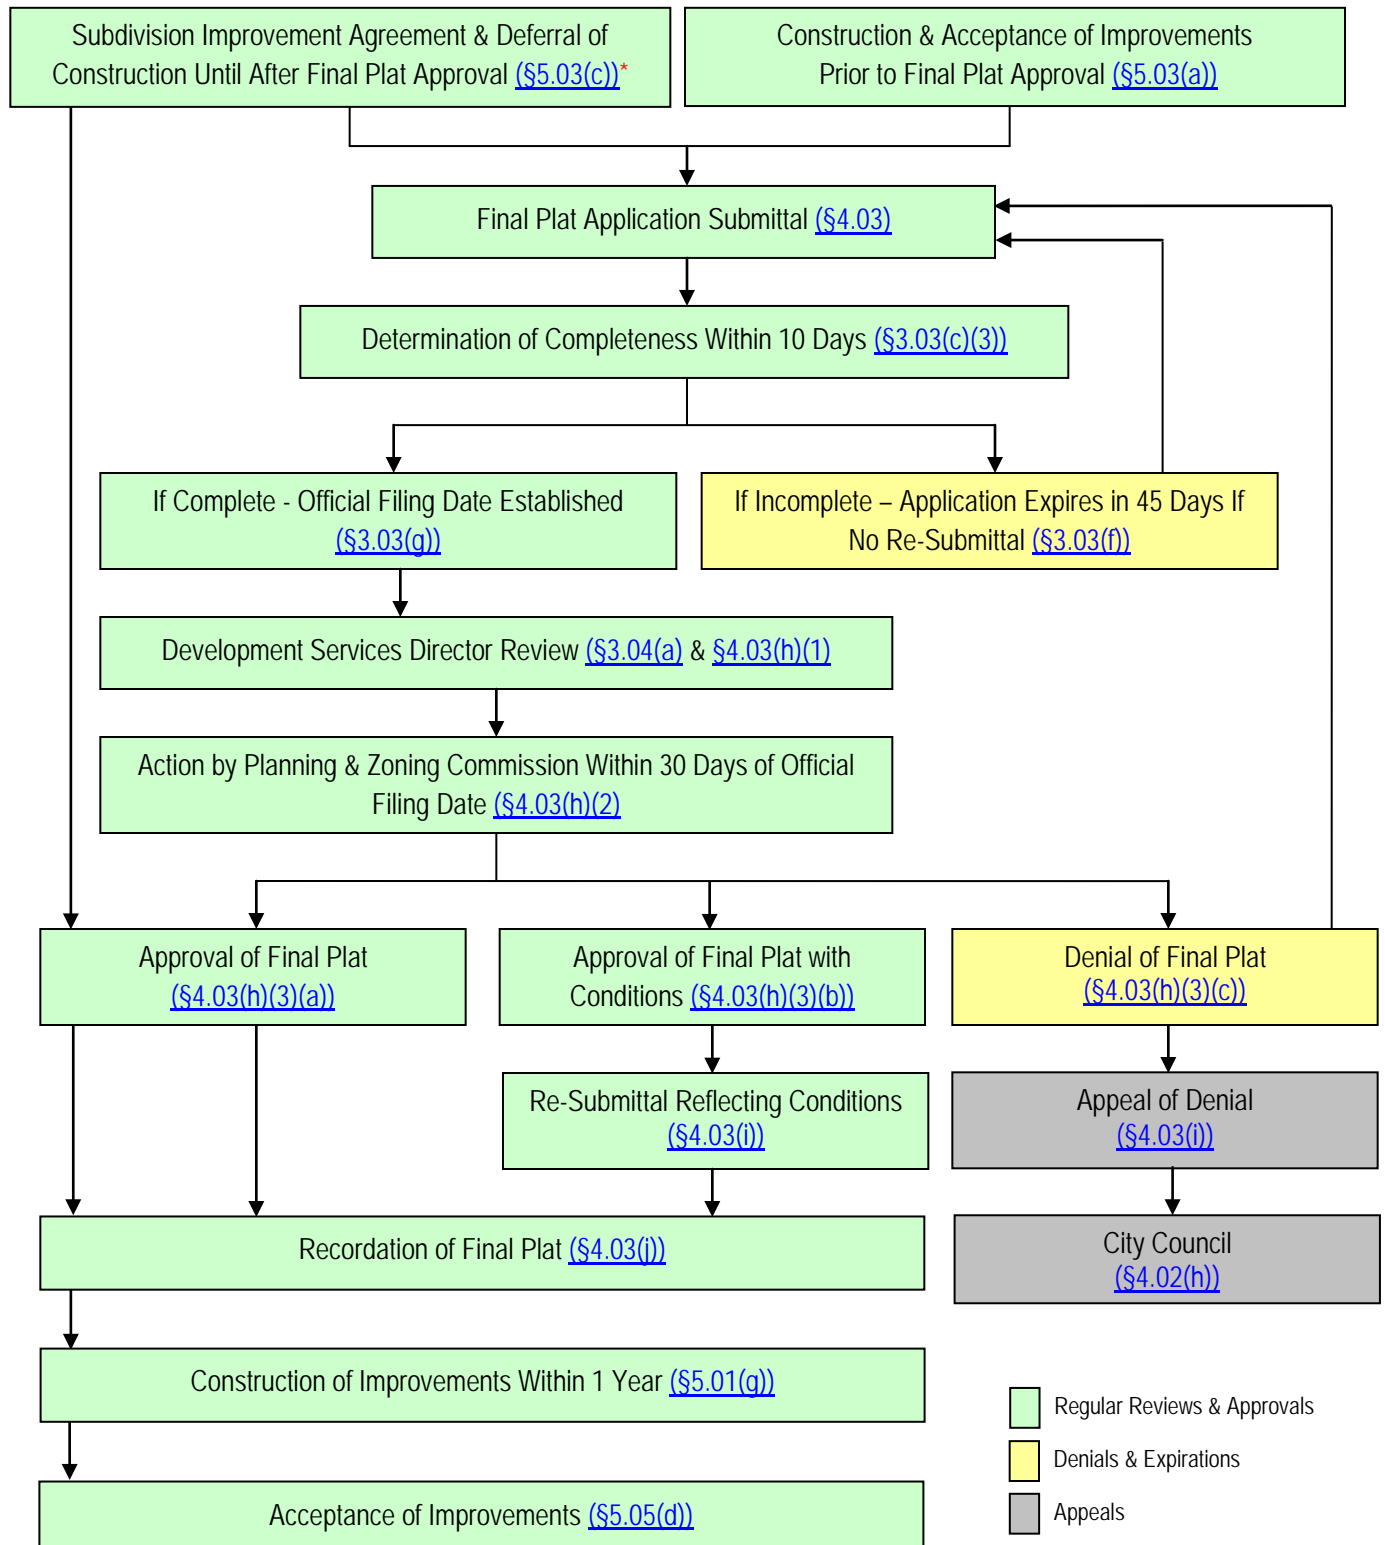 Subdivision Improvement Agreement & Deferral of
Construction Until After Final Plat Approval (§5.03(c))*
Construction & Acceptance of Improvements
Prior to Final Plat Approval (§5.03(a))
Final Plat Application Submittal (§4.03)
Determination of Completeness Within 10 Days (§3.03(c)(3))
If Complete - Official Filing Date Established
(§3.03(g))
If Incomplete – Application Expires in 45 Days If
No Re-Submittal (§3.03(f))
Development Services Director Review (§3.04(a) & §4.03(h)(1)
Action by Planning & Zoning Commission Within 30 Days of Official
Filing Date (§4.03(h)(2)
Approval of Final Plat
(§4.03(h)(3)(a))
Approval of Final Plat with
Conditions (§4.03(h)(3)(b))
Denial of Final Plat
(§4.03(h)(3)(c))
Re-Submittal Reflecting Conditions
(§4.03(i))
Appeal of Denial
(§4.03(i))
Recordation of Final Plat (§4.03(j))
City Council
(§4.02(h))
Construction of Improvements Within 1 Year (§5.01(g))
Acceptance of Improvements (§5.05(d))
Regular Reviews & Approvals
Denials & Expirations
Appeals